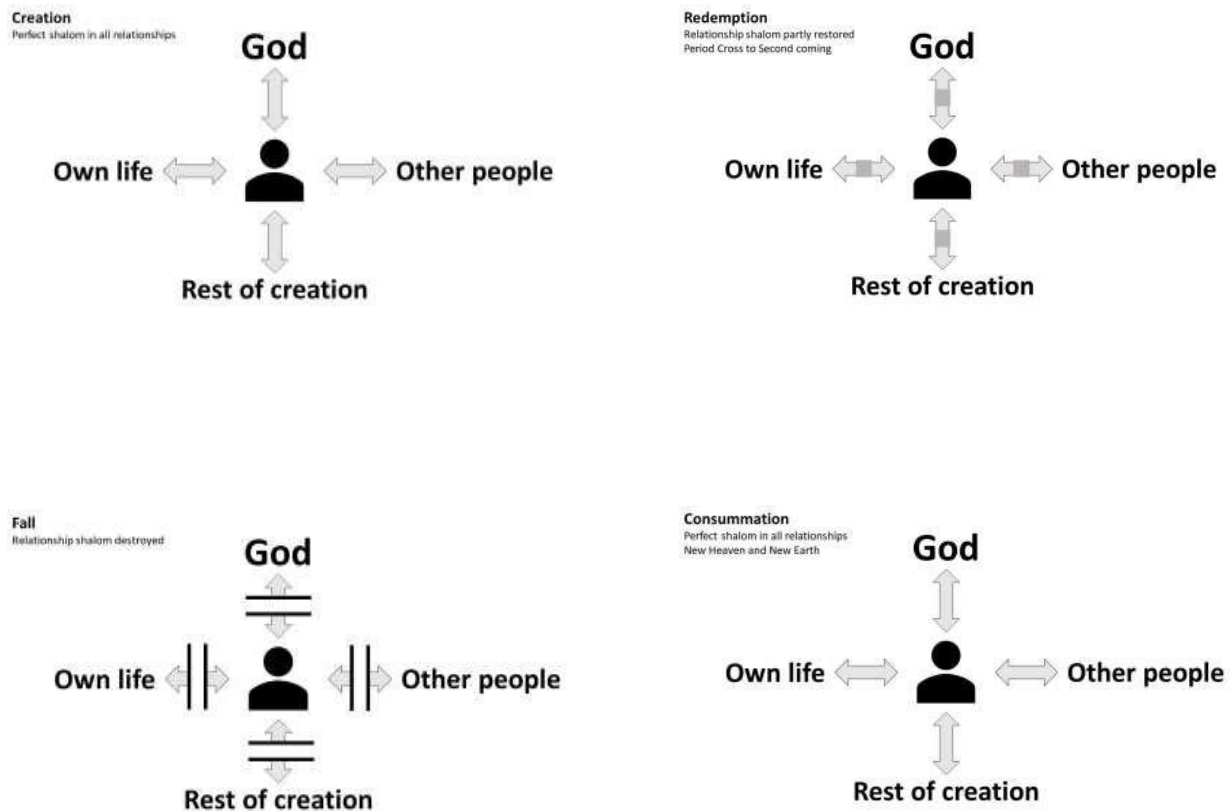 Creation
Perfect shalom in all relationships
God
Own life
Other people
Rest of creation
Redemption
Relationship shalom partly restored
Period Cross to Second coming
God
Own life
Other people
Rest of creation
Fall
Relationship shalom destroyed
God
Own life
Other people
Rest of creation
Consummation
Perfect shalom in all relationships
New Heaven and New Earth
God
Own life
Other people
Rest of creation